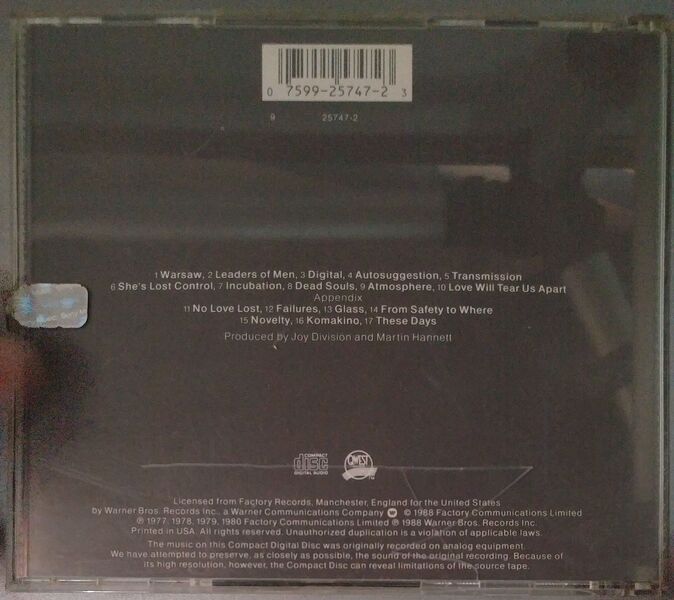 0 7599-25747-2 3
9 25747-2
1 Warsaw, 2 Leaders of Men, 3 Digital, 4 Autosuggestion, 5 Transmission
6 She's Lost Control, 7 Incubation, 8 Dead Souls, 9 Atmosphere, 10 Love Will Tear Us Apart
Appendix
11 No Love Lost, 12 Failures, 13 Glass, 14 From Safety to Where
15 Novelty, 16 Komakino, 17 These Days
Produced by Joy Division and Martin Hannett
COMPACT
disc
DIGITAL AUDIO
QWEST
TM
Licensed from Factory Records, Manchester, England for the United States
by Warner Bros. Records Inc., a Warner Communications Company © 1988 Factory Communications Limited
℗ 1977, 1978, 1979, 1980 Factory Communications Limited ℗ 1988 Warner Bros. Records Inc.
Printed in USA. All rights reserved. Unauthorized duplication is a violation of applicable laws.
The music on this Compact Digital Disc was originally recorded on analog equipment.
We have attempted to preserve, as closely as possible, the sound of the original recording. Because of
its high resolution, however, the Compact Disc can reveal limitations of the source tape.